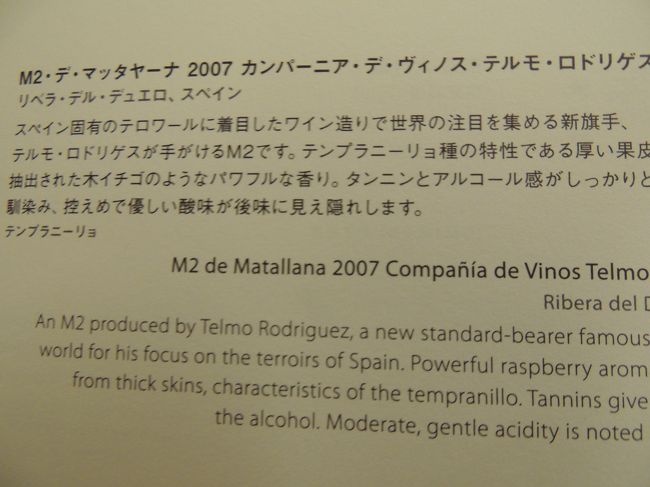 M2・デ・マッタヤーナ 2007 カンパーニア・デ・ヴィノス・テルモ・ロドリゲス
リベラ・デル・デュエロ、スペイン
スペイン固有のテロワールに着目したワイン造りで世界の注目を集める新旗手、
テルモ・ロドリゲスが手がけるM2です。テンプラニーリョ種の特性である厚い果皮
抽出された木イチゴのようなパワフルな香り。タンニンとアルコール感がしっかりと
馴染み、控えめで優しい酸味が後味に見え隠れします。
テンプラニーリョ
M2 de Matallana 2007 Compañía de Vinos Telmo
Ribera del D
An M2 produced by Telmo Rodriguez, a new standard-bearer famous
world for his focus on the terroirs of Spain. Powerful raspberry arom
from thick skins, characteristics of the tempranillo. Tannins give
the alcohol. Moderate, gentle acidity is noted